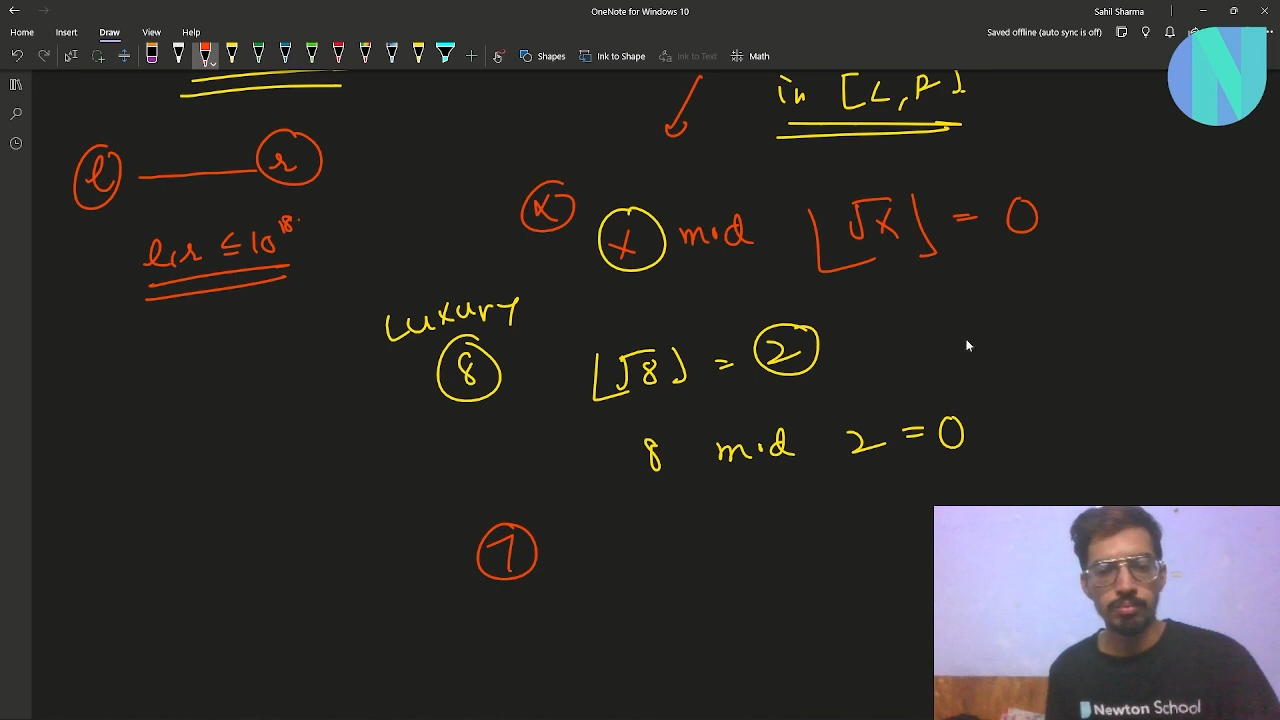 OneNote for Windows 10
Sahil Sharma
Home Insert Draw View Help
Saved offline (auto sync is off)
Shapes Ink to Shape Ink to Text Math
in [L, R]
l r
l, r ≤ 10^18
x x mod ⌊√x⌋ = 0
Luxury
8 ⌊√8⌋ = 2
8 mod 2 = 0
7
N
Newton School